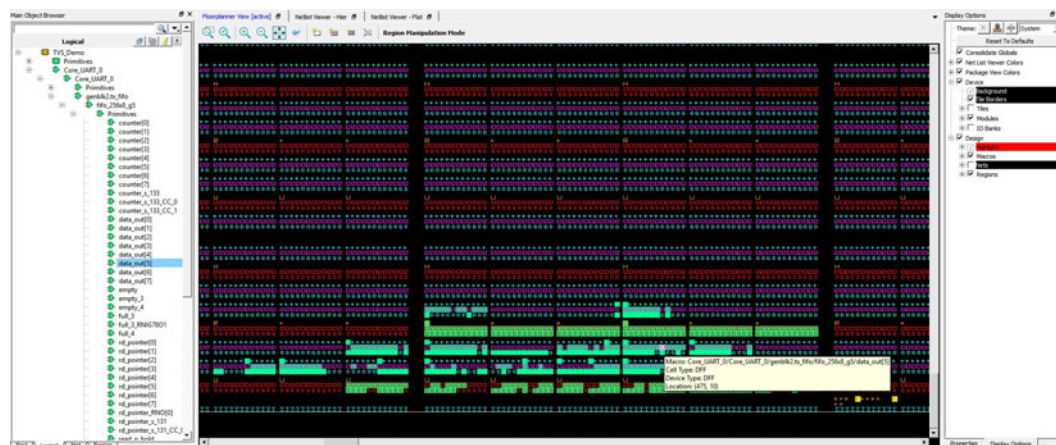 Main Object Browser
Logical
TVS_Demo
Primitives
Core_UART_0
Core_UART_0
Primitives
genblk2.tx_fifo
fifo_256x8_g5
Primitives
counter[0]
counter[1]
counter[2]
counter[3]
counter[4]
counter[5]
counter[6]
counter[7]
counter_s_133
counter_s_133_CC_0
counter_s_133_CC_1
data_out[0]
data_out[1]
data_out[2]
data_out[3]
data_out[4]
data_out[5]
data_out[6]
data_out[7]
empty
empty_3
empty_4
full_3
full_3_RNIG7BO1
full_4
rd_pointer[0]
rd_pointer[1]
rd_pointer[2]
rd_pointer[3]
rd_pointer[4]
rd_pointer[5]
rd_pointer[6]
rd_pointer[7]
rd_pointer_RNO[0]
rd_pointer_s_131
rd_pointer_s_131_CC_
Floorplanner View [active]
Netlist Viewer - Hier
Netlist Viewer - Flat
Region Manipulation Mode
Macro: Core_UART_0/Core_UART_0/genblk2.tx_fifo/fifo_256x8_g5/data_out[5]
Cell Type: DFF
Device Type: DFF
Location: (475, 10)
Display Options
Theme:
System
Reset To Defaults
Consolidate Globals
Net List Viewer Colors
Package View Colors
Device
Background
Tile Borders
Tiles
Modules
IO Banks
Design
Highlight
Macros
Nets
Regions
Properties
Display Options